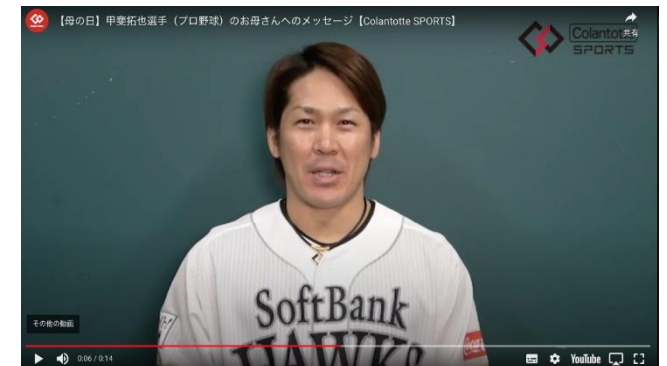 【母の日】甲斐拓也選手（プロ野球）のお母さんへのメッセージ【Colantotte SPORTS】
Colantotte
SPORTS
共有
SoftBank
HAWKS
その他の動画
0:06 / 0:14
YouTube